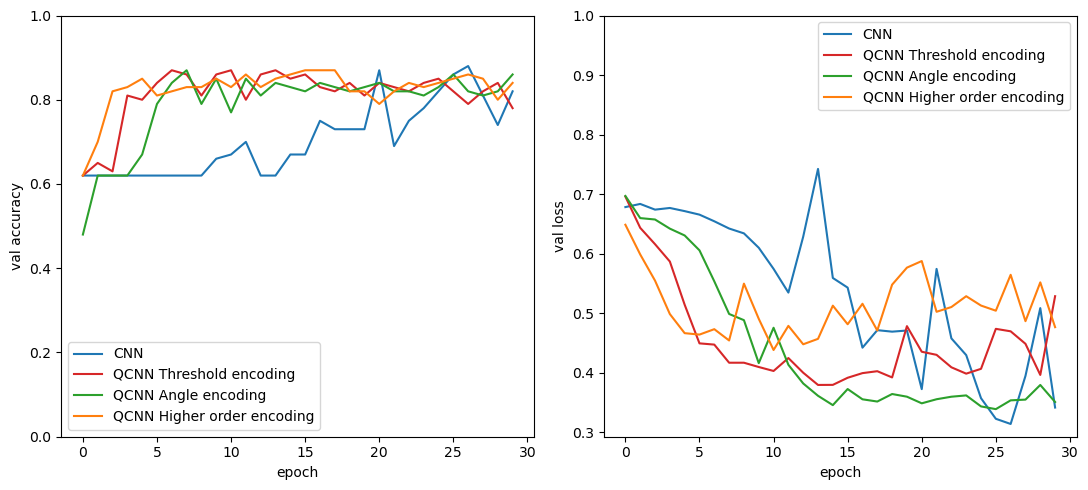 1.0
0.8
0.6
0.4
0.2
0.0
val accuracy
0
5
10
15
20
25
30
epoch
CNN
QCNN Threshold encoding
QCNN Angle encoding
QCNN Higher order encoding
1.0
0.9
0.8
0.7
0.6
0.5
0.4
0.3
val loss
0
5
10
15
20
25
30
epoch
CNN
QCNN Threshold encoding
QCNN Angle encoding
QCNN Higher order encoding